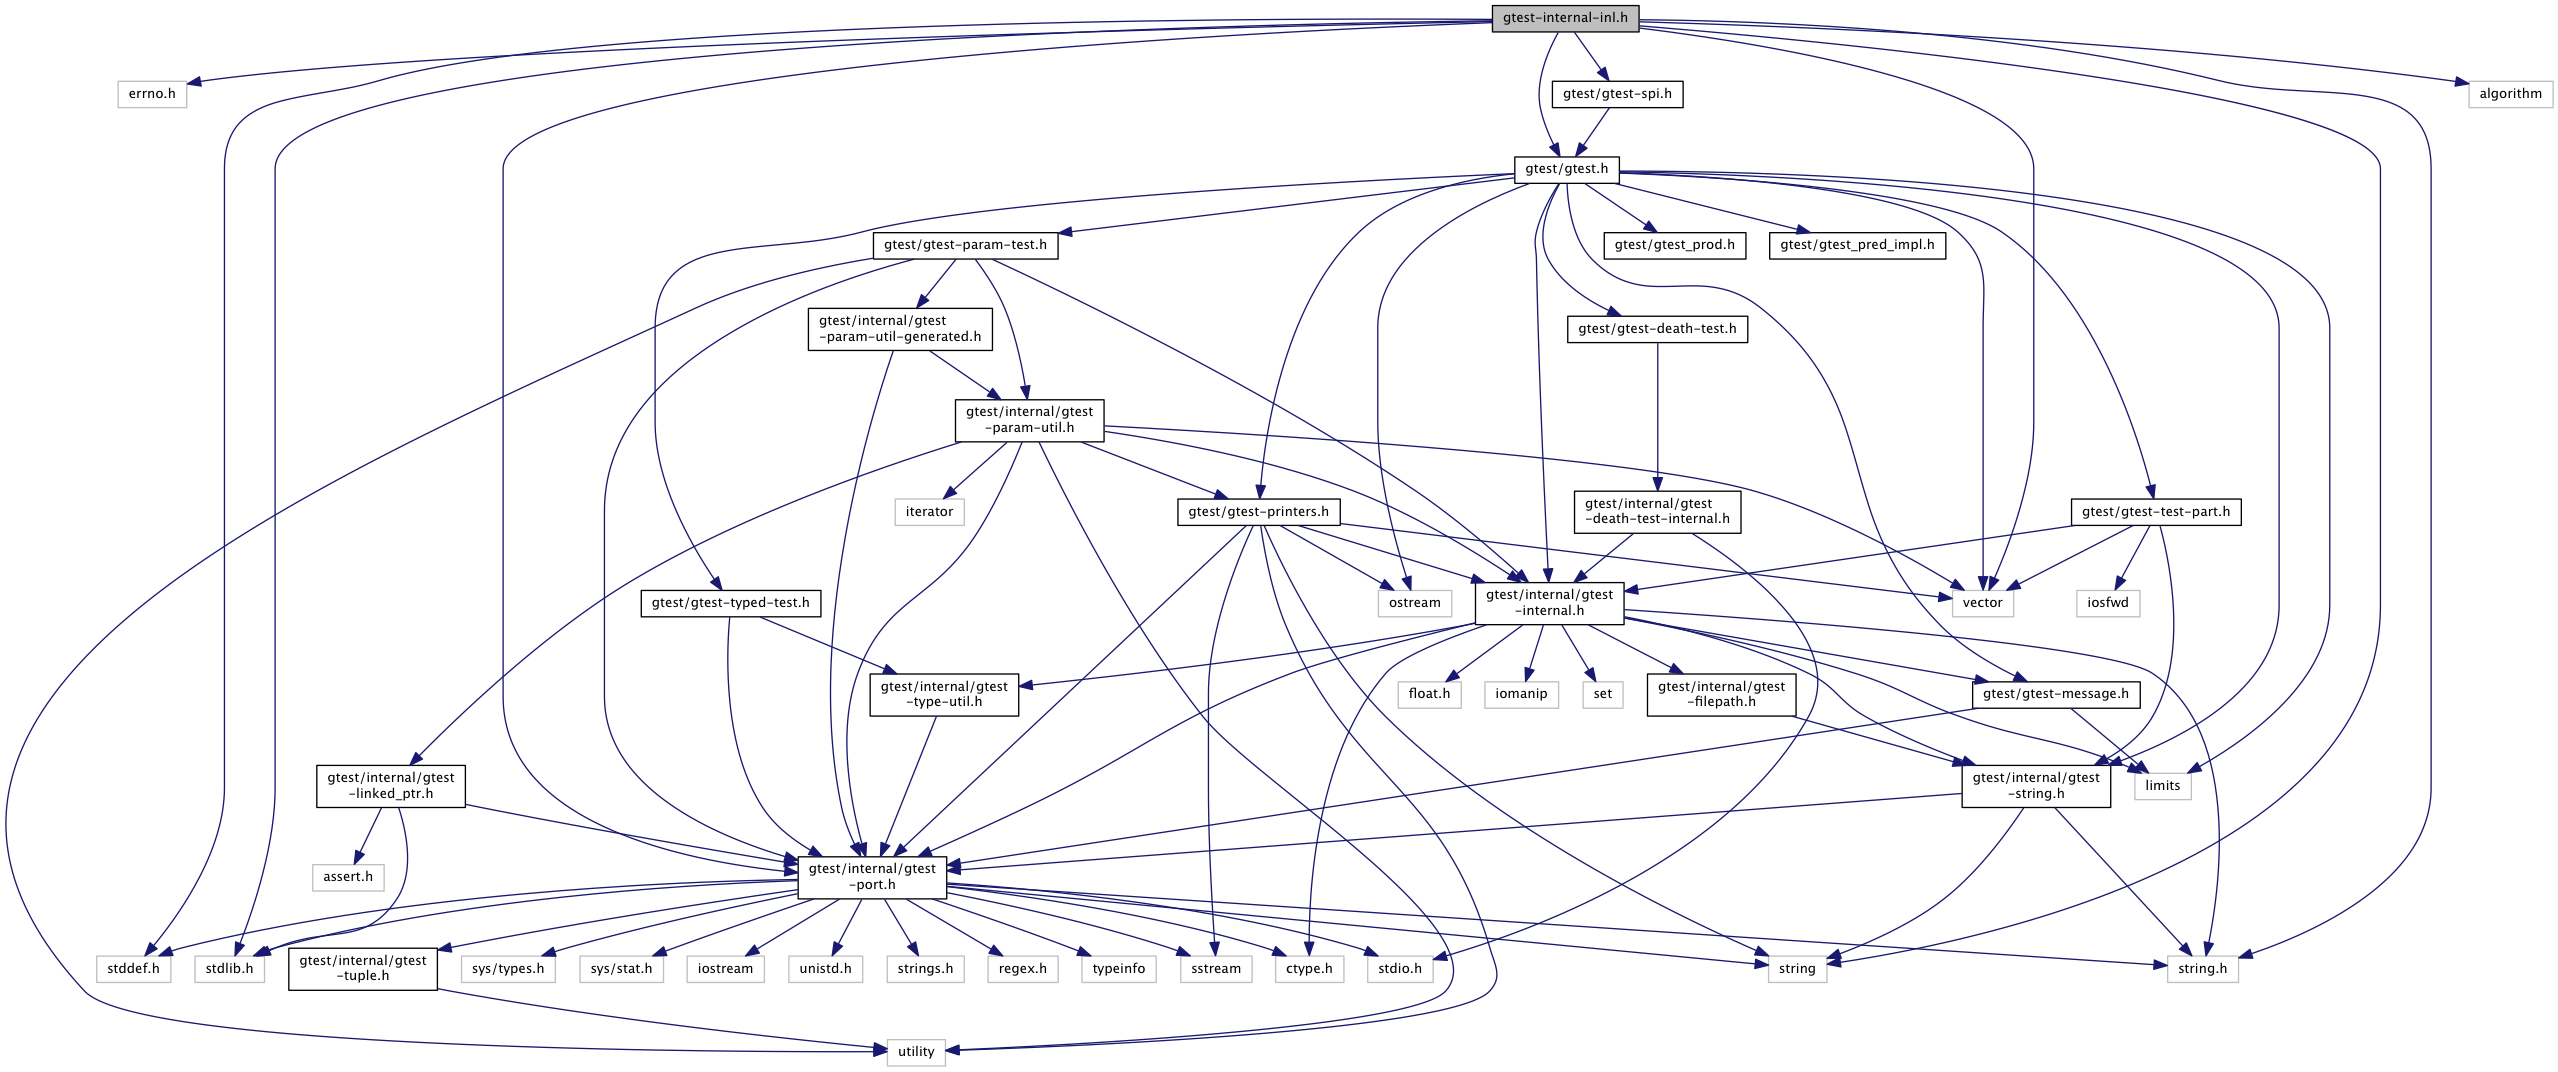 gtest-internal-inl.h
errno.h
gtest/gtest-spi.h
algorithm
gtest/gtest.h
gtest/gtest-param-test.h
gtest/gtest_prod.h
gtest/gtest_pred_impl.h
gtest/internal/gtest
-param-util-generated.h
gtest/gtest-death-test.h
gtest/internal/gtest
-param-util.h
iterator
gtest/gtest-printers.h
gtest/internal/gtest
-death-test-internal.h
gtest/gtest-test-part.h
gtest/gtest-typed-test.h
ostream
gtest/internal/gtest
-internal.h
vector
iosfwd
gtest/internal/gtest
-type-util.h
float.h
iomanip
set
gtest/internal/gtest
-filepath.h
gtest/gtest-message.h
gtest/internal/gtest
-linked_ptr.h
gtest/internal/gtest
-string.h
limits
assert.h
gtest/internal/gtest
-port.h
stddef.h
stdlib.h
gtest/internal/gtest
-tuple.h
sys/types.h
sys/stat.h
iostream
unistd.h
strings.h
regex.h
typeinfo
sstream
ctype.h
stdio.h
string
string.h
utility